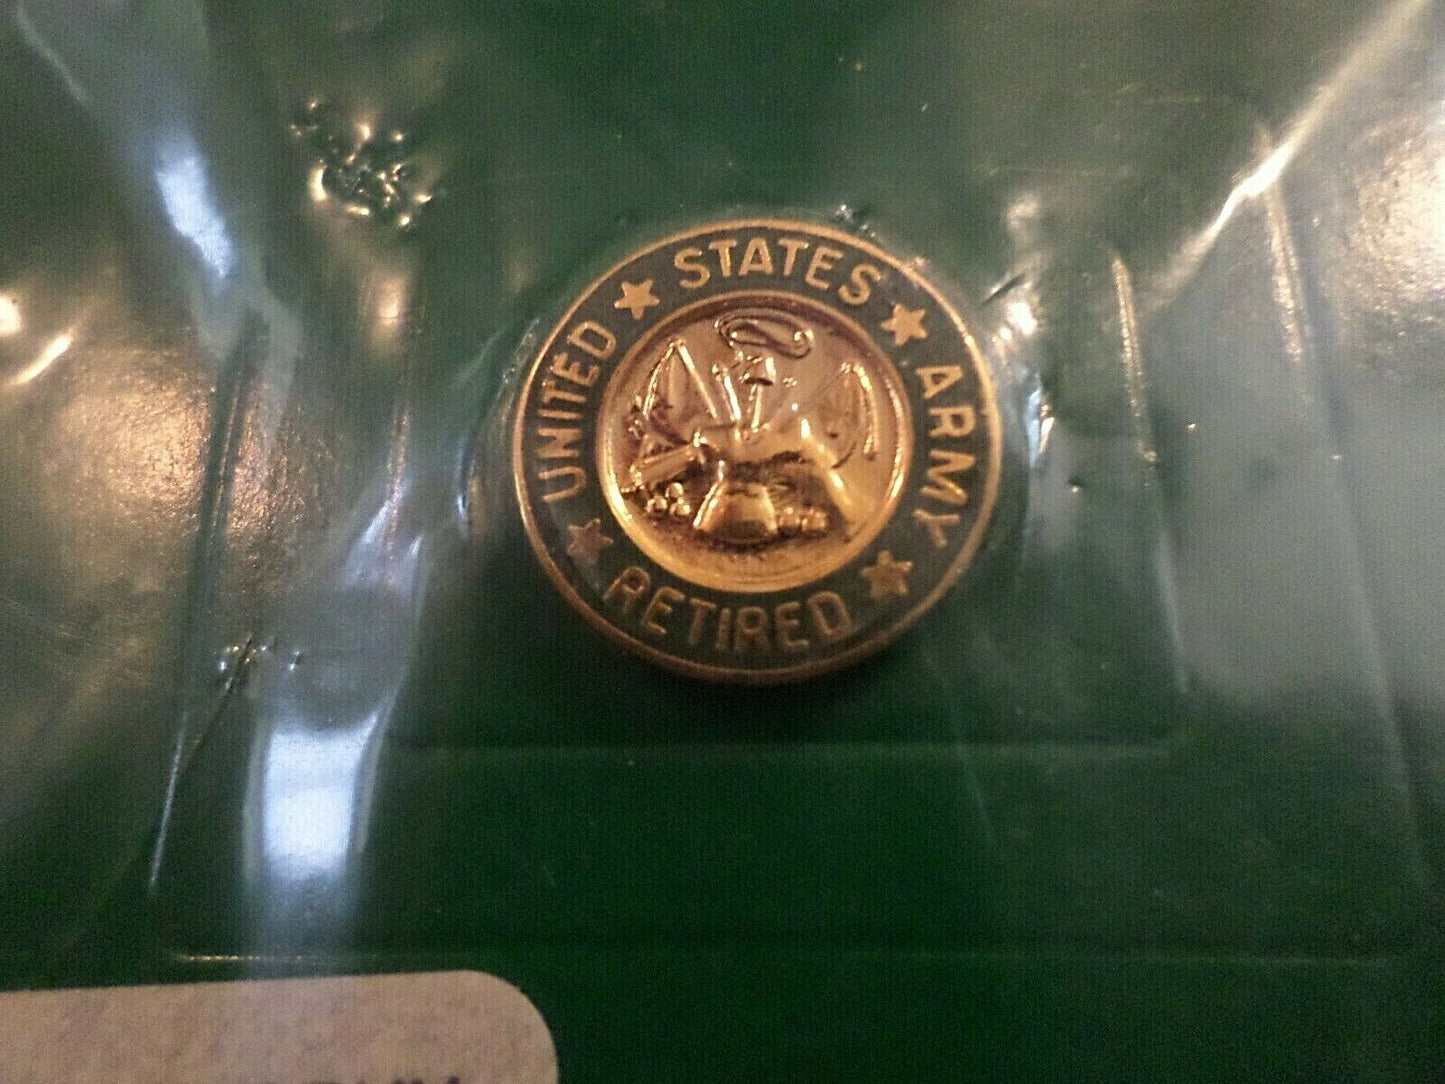 UNITED ★ STATES ★ ARMY ★
RETIRED ★